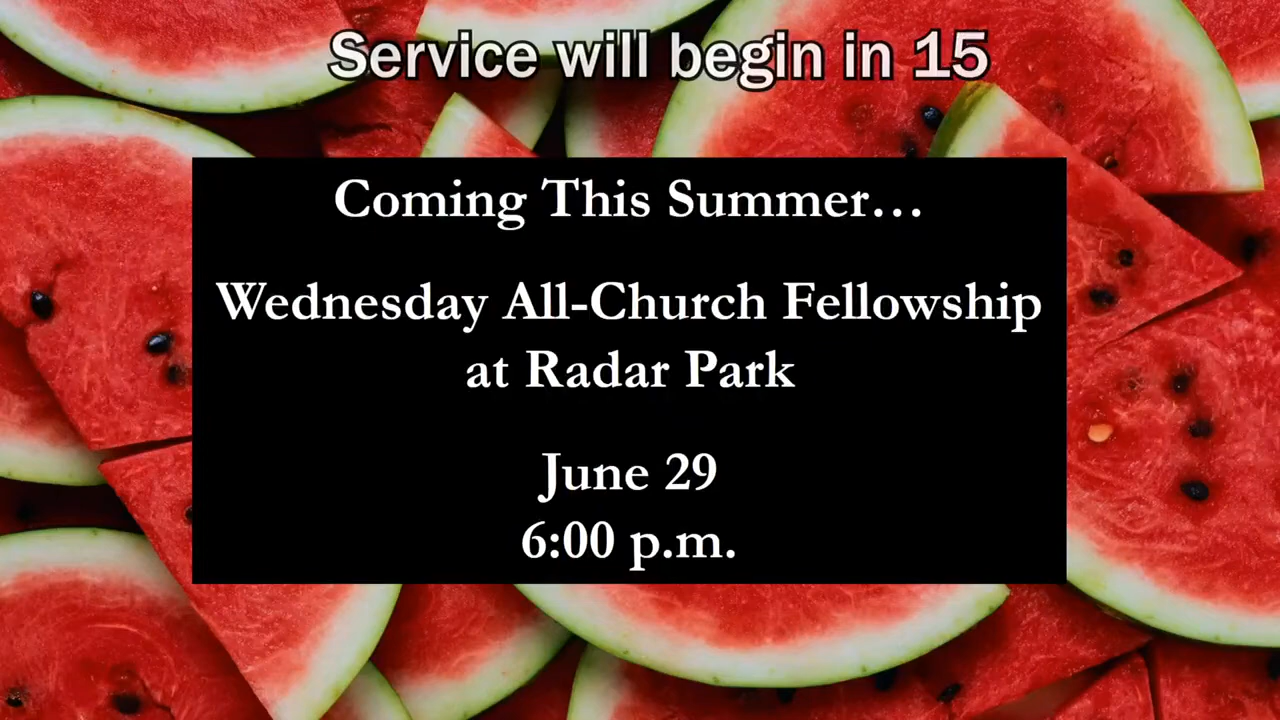 Service will begin in 15
Coming This Summer…
Wednesday All-Church Fellowship
at Radar Park
June 29
6:00 p.m.